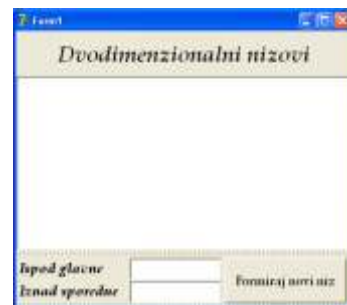 Form1
Dvodimenzionalni nizovi
Ispod glavne
Iznad sporedne
Formiraj novi niz